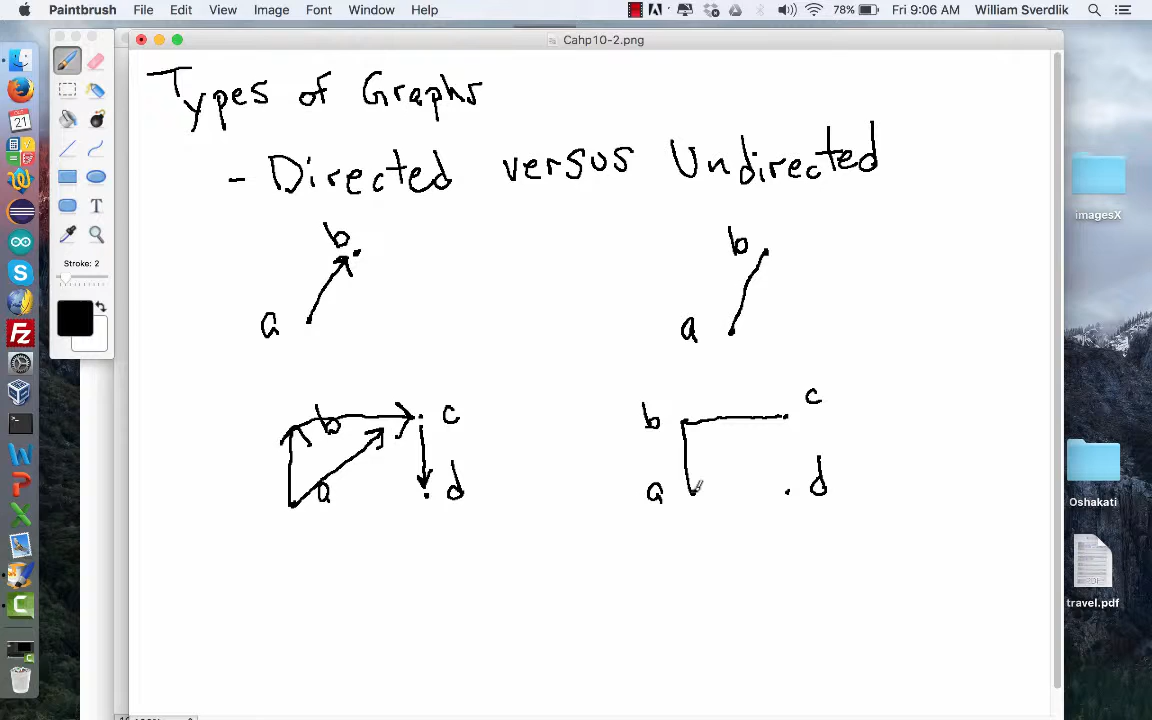 Paintbrush File Edit View Image Font Window Help 78% Fri 9:06 AM William Sverdlik
Cahp10-2.png
Types of Graphs
- Directed versus Undirected
b
b
a
a
b c
b c
a d
a d
Stroke: 2
T
21
imagesX
Oshakati
travel.pdf